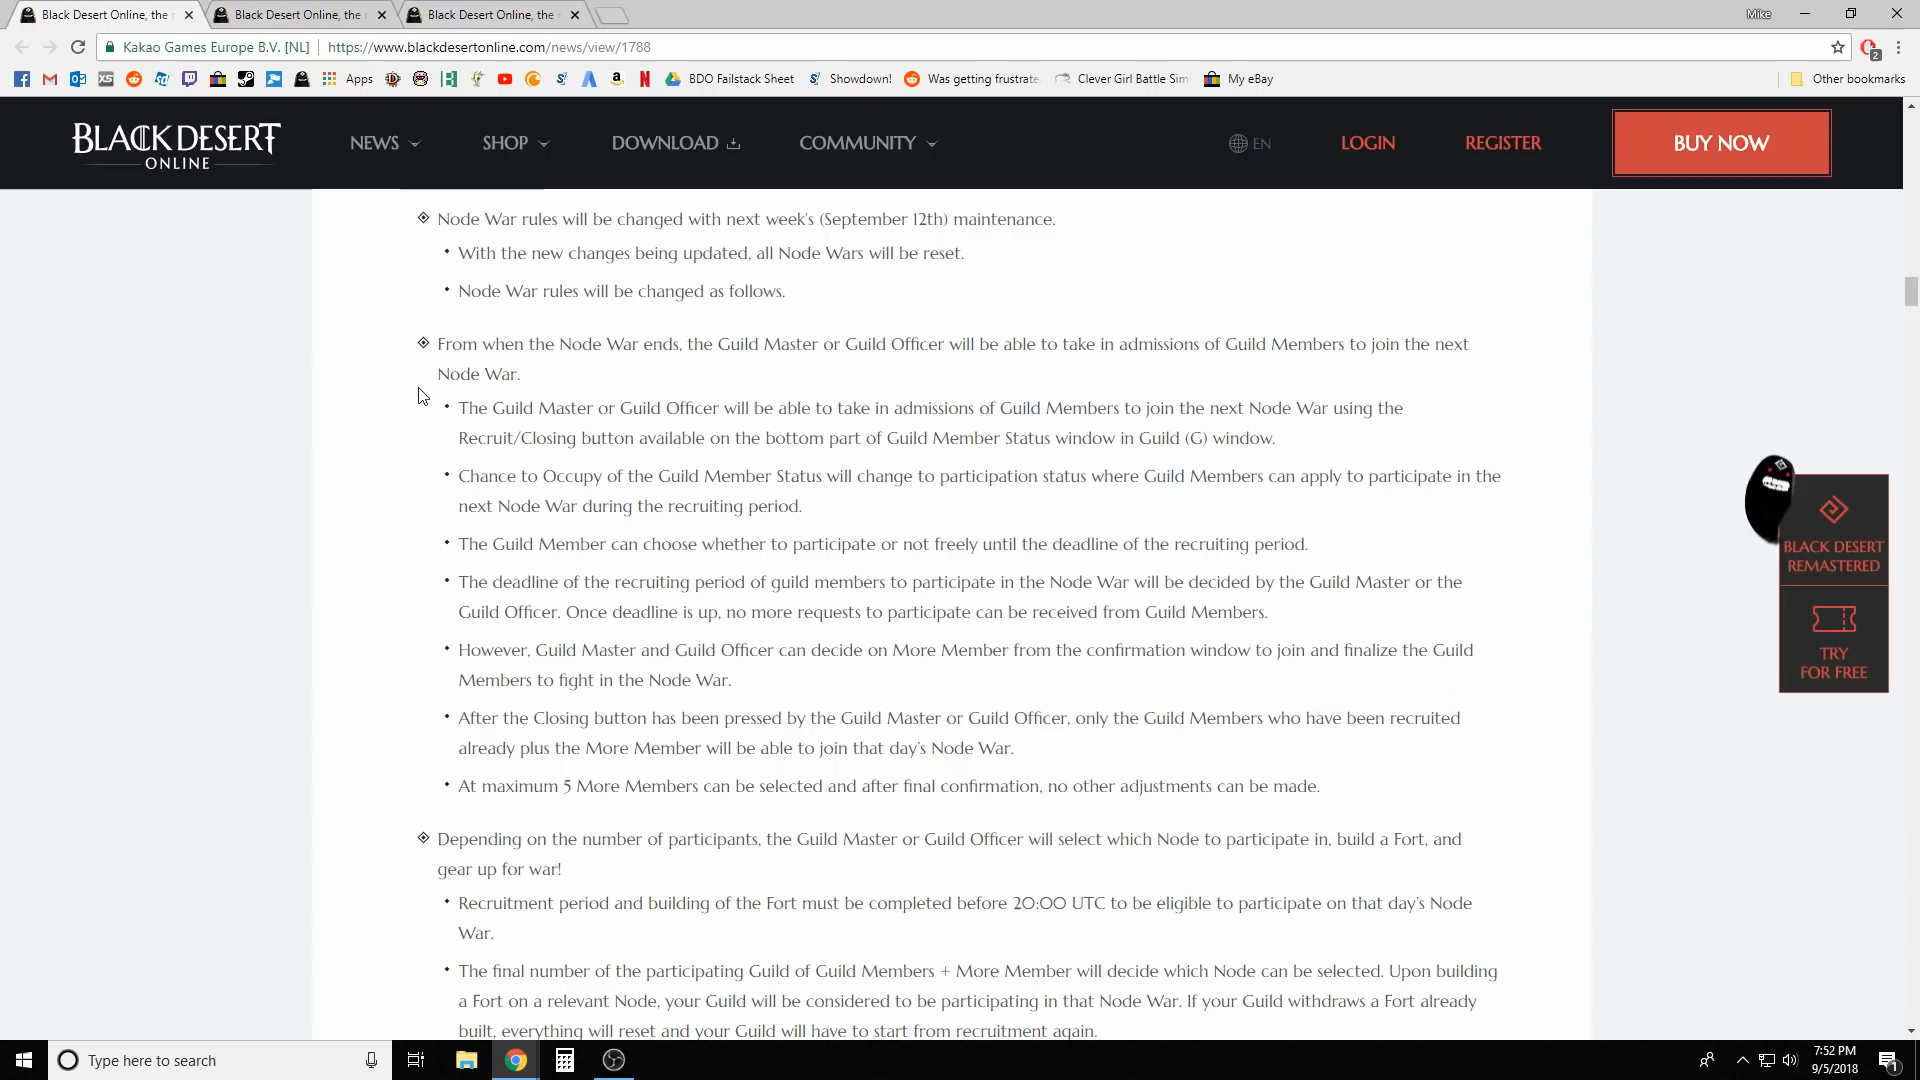 Black Desert Online, the
Black Desert Online, the
Black Desert Online, the
Mike
Kakao Games Europe B.V. [NL]
https://www.blackdesertonline.com/news/view/1788
2
Apps
BDO Failstack Sheet
Showdown!
Was getting frustrate
Clever Girl Battle Sim
My eBay
Other bookmarks
BLACK DESERT
ONLINE
NEWS
SHOP
DOWNLOAD
COMMUNITY
EN
LOGIN
REGISTER
BUY NOW
Node War rules will be changed with next week's (September 12th) maintenance.
With the new changes being updated, all Node Wars will be reset.
Node War rules will be changed as follows.
From when the Node War ends, the Guild Master or Guild Officer will be able to take in admissions of Guild Members to join the next
Node War.
The Guild Master or Guild Officer will be able to take in admissions of Guild Members to join the next Node War using the
Recruit/Closing button available on the bottom part of Guild Member Status window in Guild (G) window.
Chance to Occupy of the Guild Member Status will change to participation status where Guild Members can apply to participate in the
next Node War during the recruiting period.
The Guild Member can choose whether to participate or not freely until the deadline of the recruiting period.
The deadline of the recruiting period of guild members to participate in the Node War will be decided by the Guild Master or the
Guild Officer. Once deadline is up, no more requests to participate can be received from Guild Members.
However, Guild Master and Guild Officer can decide on More Member from the confirmation window to join and finalize the Guild
Members to fight in the Node War.
After the Closing button has been pressed by the Guild Master or Guild Officer, only the Guild Members who have been recruited
already plus the More Member will be able to join that day's Node War.
At maximum 5 More Members can be selected and after final confirmation, no other adjustments can be made.
Depending on the number of participants, the Guild Master or Guild Officer will select which Node to participate in, build a Fort, and
gear up for war!
Recruitment period and building of the Fort must be completed before 20:00 UTC to be eligible to participate on that day's Node
War.
The final number of the participating Guild of Guild Members + More Member will decide which Node can be selected. Upon building
a Fort on a relevant Node, your Guild will be considered to be participating in that Node War. If your Guild withdraws a Fort already
built, everything will reset and your Guild will have to start from recruitment again.
BLACK DESERT
REMASTERED
TRY
FOR FREE
Type here to search
7:52 PM
9/5/2018
1